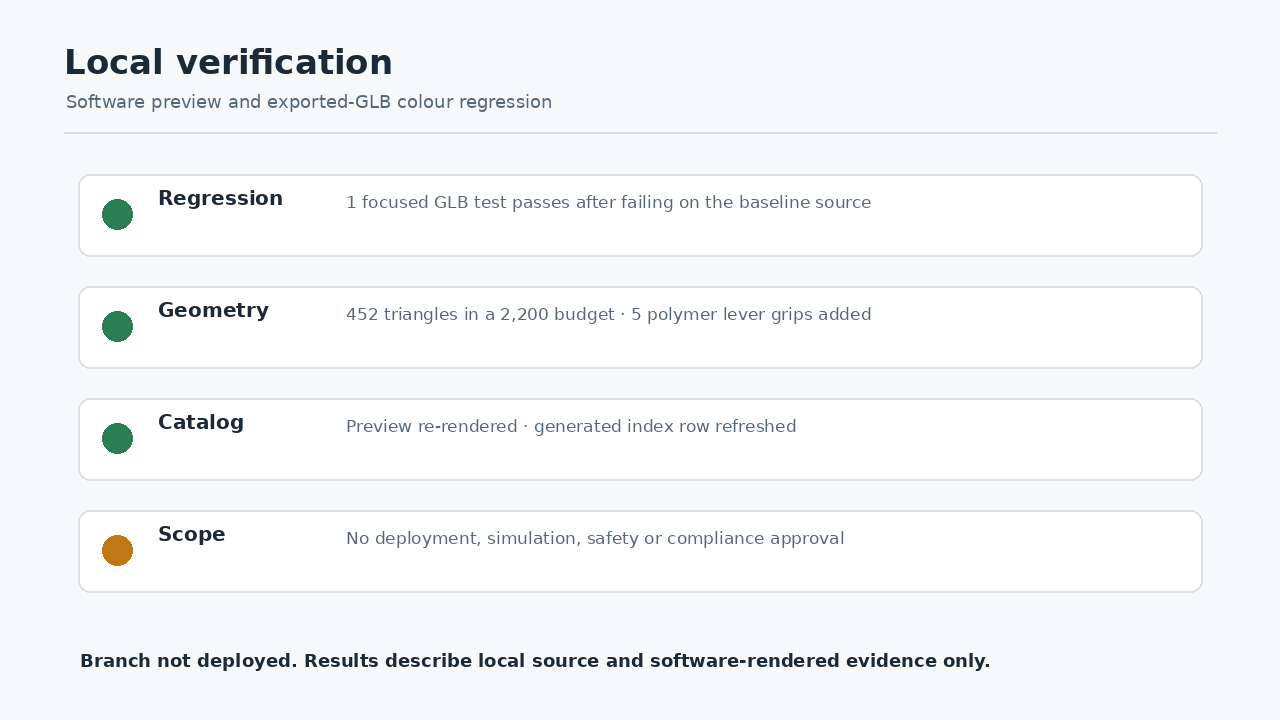 Local verification
Software preview and exported-GLB colour regression
Regression
1 focused GLB test passes after failing on the baseline source
Geometry
452 triangles in a 2,200 budget · 5 polymer lever grips added
Catalog
Preview re-rendered · generated index row refreshed
Scope
No deployment, simulation, safety or compliance approval
Branch not deployed. Results describe local source and software-rendered evidence only.